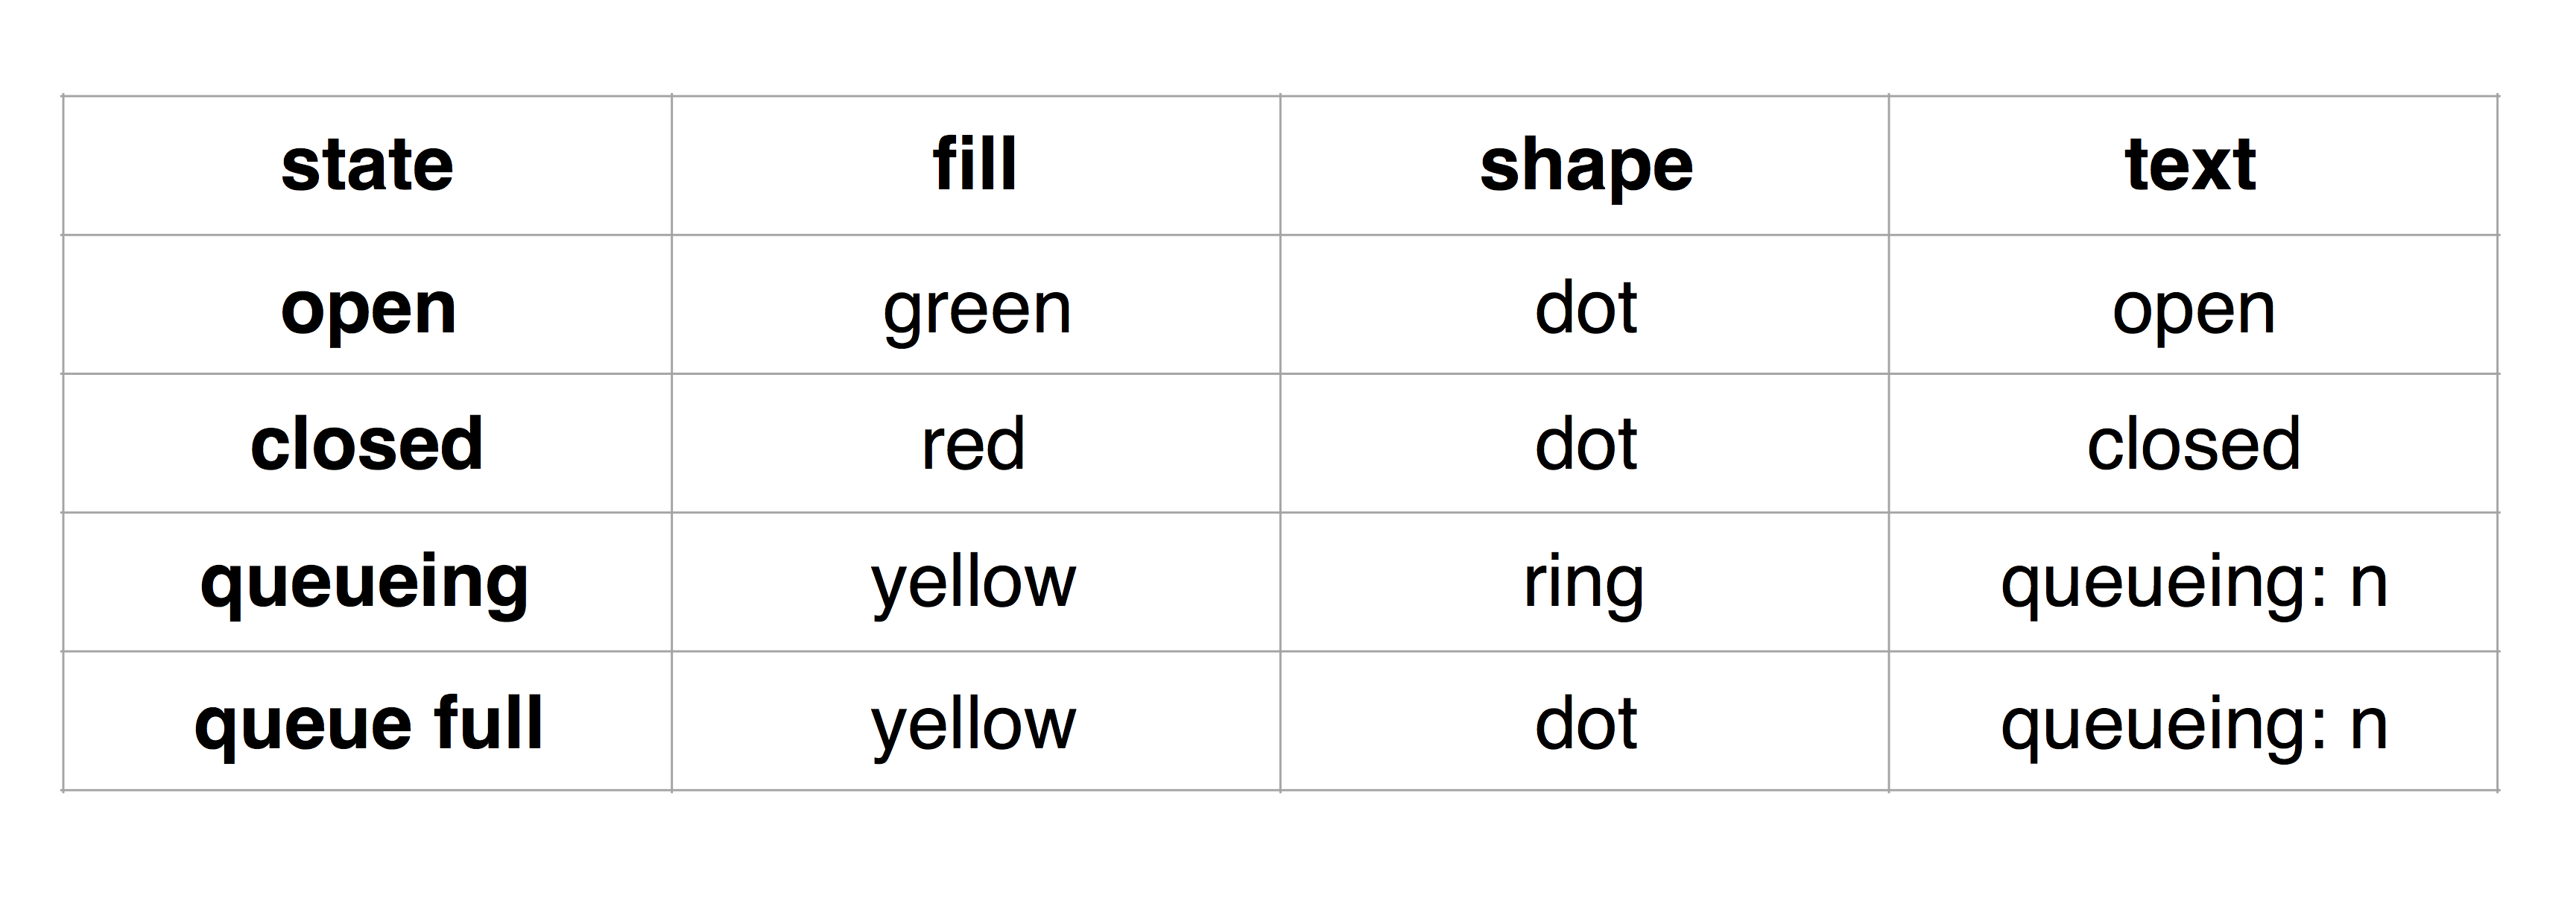 state fill shape text
open green dot open
closed red dot closed
queueing yellow ring queueing: n
queue full yellow dot queueing: n